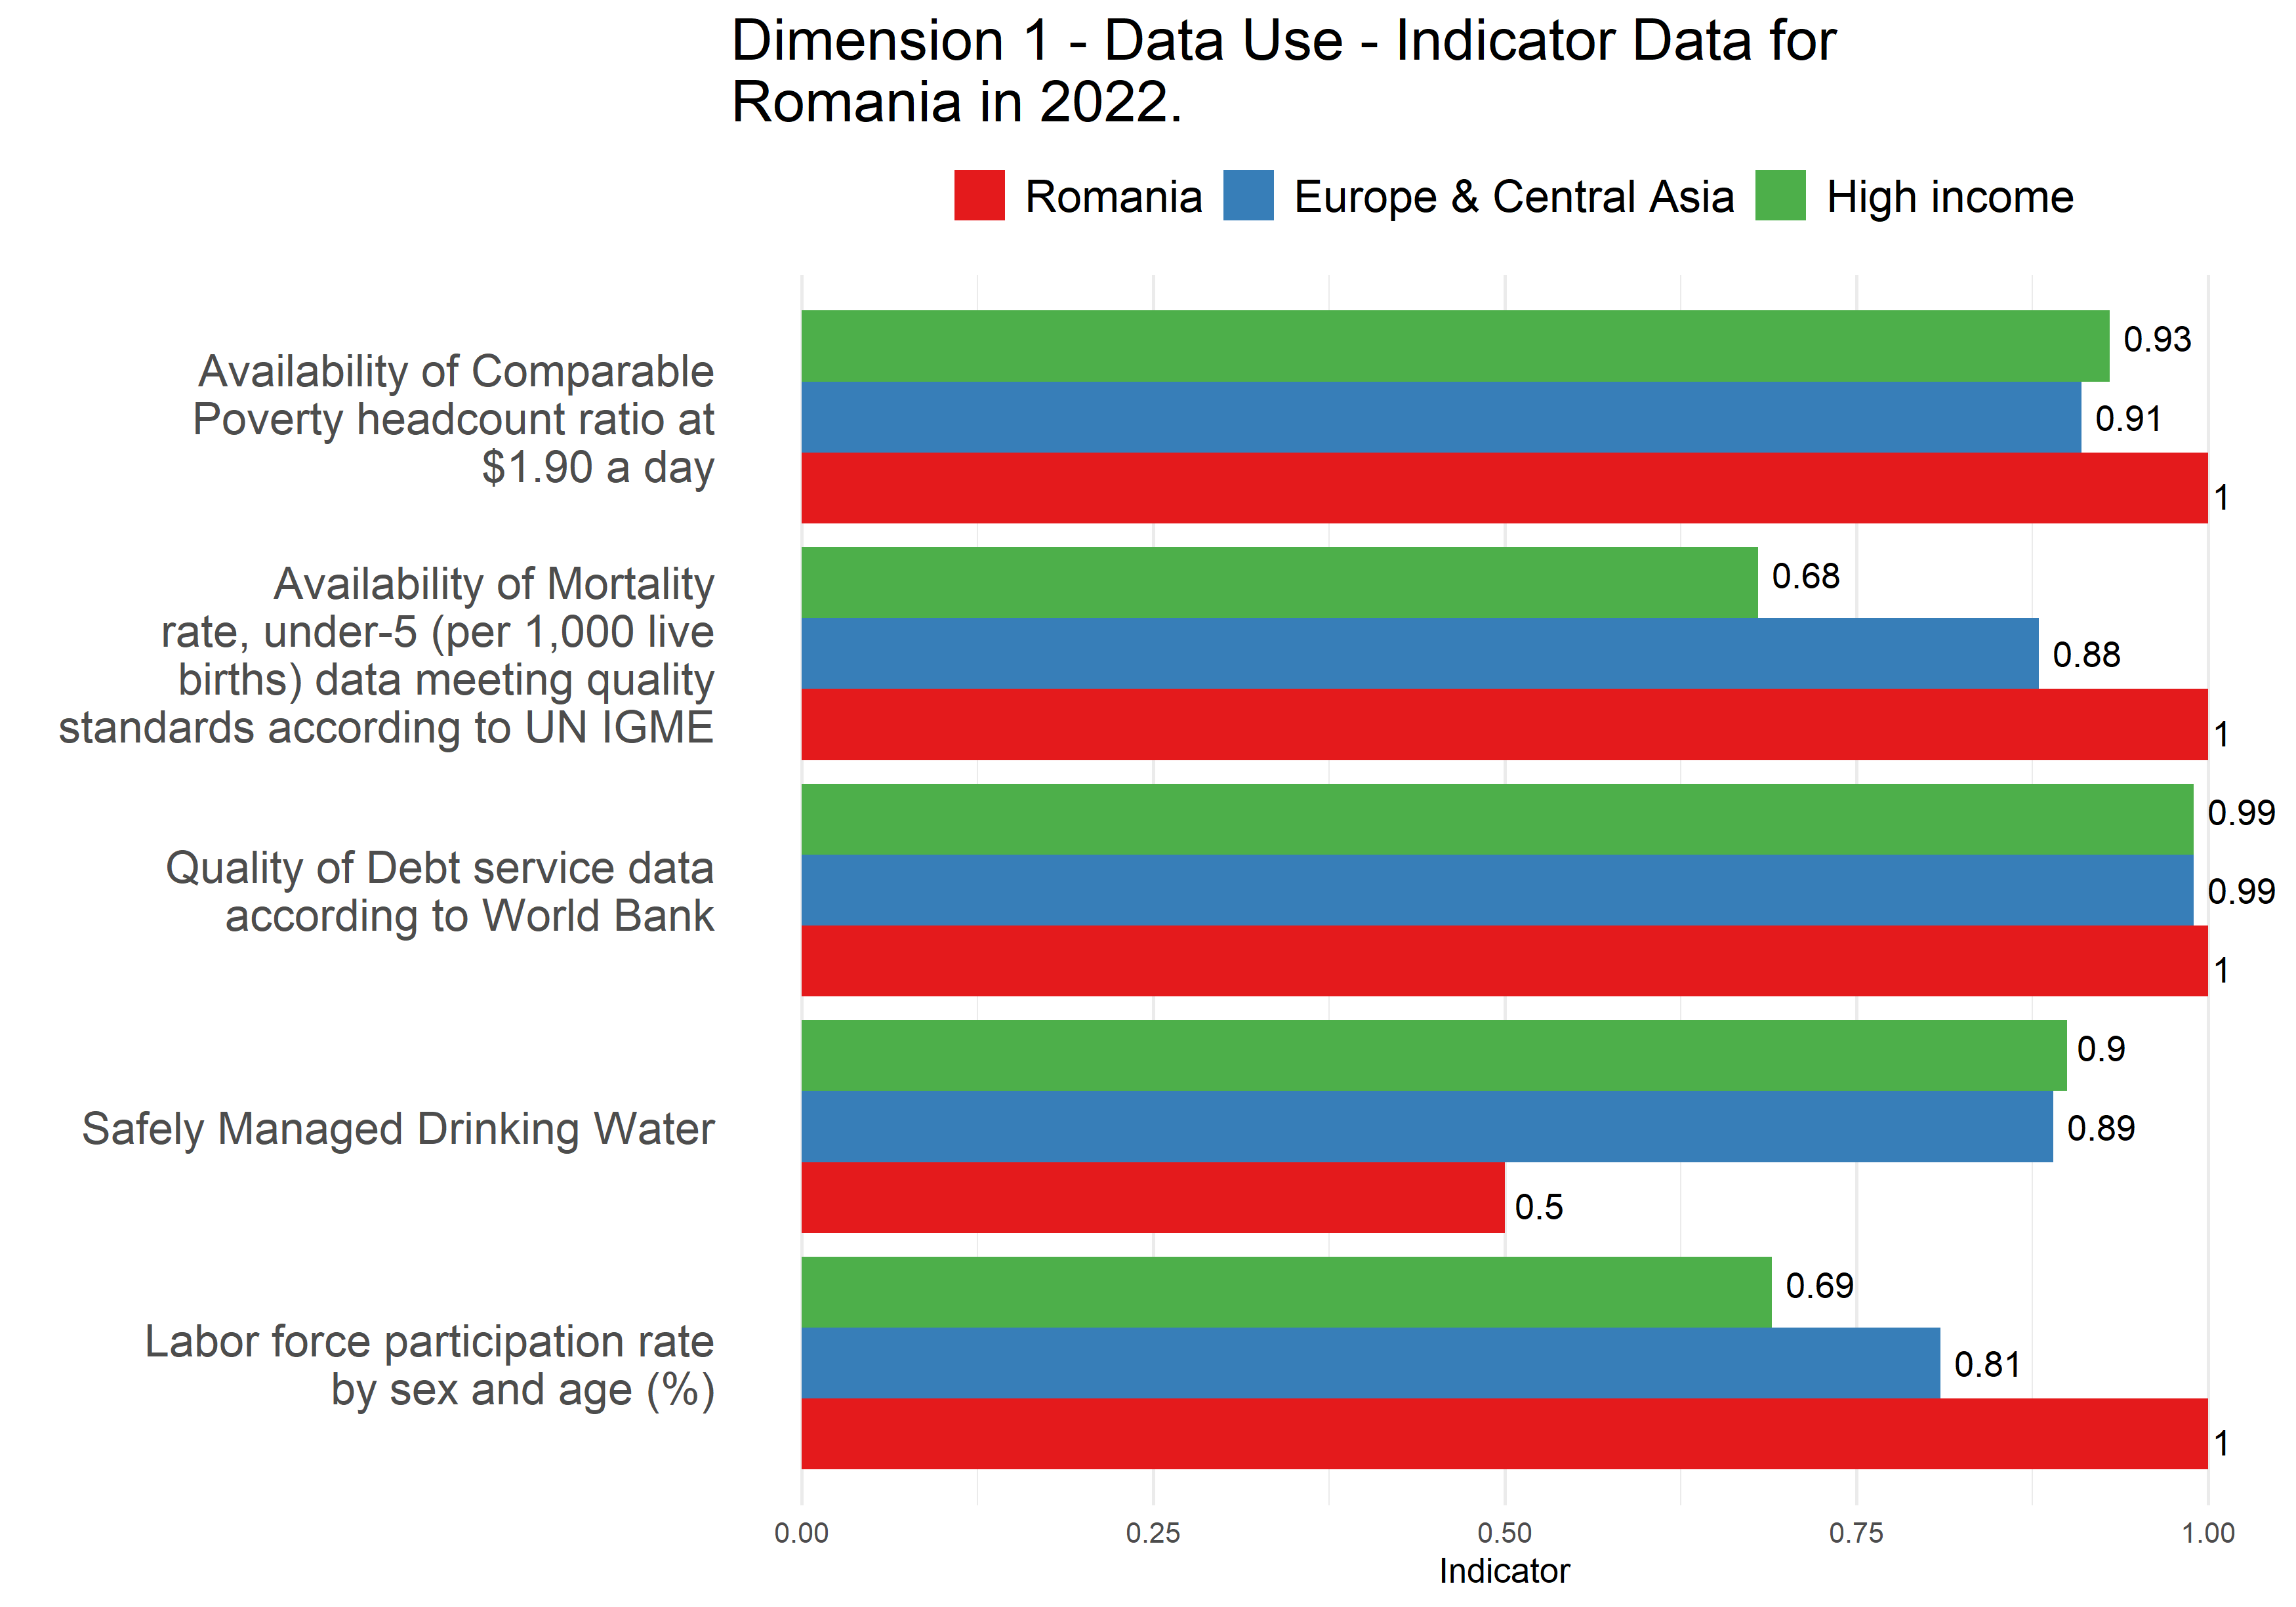 Dimension 1 - Data Use - Indicator Data for
Romania in 2022.
Romania
Europe & Central Asia
High income
Availability of Comparable
Poverty headcount ratio at
$1.90 a day
0.93
0.91
1
Availability of Mortality
rate, under-5 (per 1,000 live
births) data meeting quality
standards according to UN IGME
0.68
0.88
1
Quality of Debt service data
according to World Bank
0.99
0.99
1
Safely Managed Drinking Water
0.9
0.89
0.5
Labor force participation rate
by sex and age (%)
0.69
0.81
1
0.00
0.25
0.50
0.75
1.00
Indicator